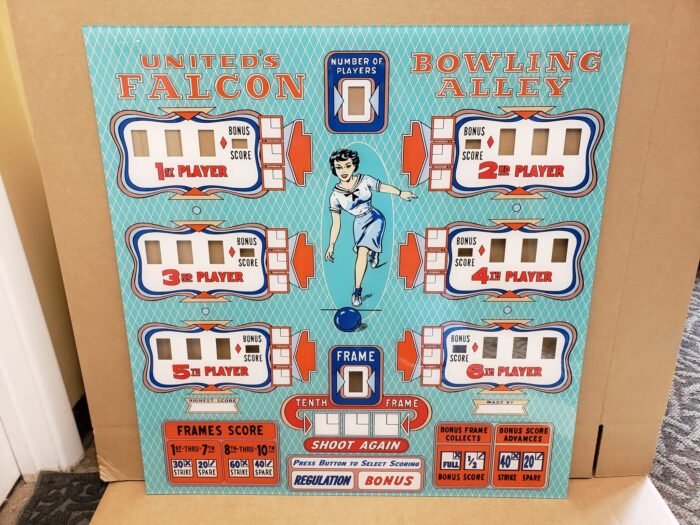 UNITED'S
FALCON
NUMBER OF
PLAYERS
BOWLING
ALLEY
BONUS
SCORE
1ST PLAYER
BONUS
SCORE
2ND PLAYER
BONUS
SCORE
3RD PLAYER
BONUS
SCORE
4TH PLAYER
BONUS
SCORE
5TH PLAYER
BONUS
SCORE
6TH PLAYER
FRAME
HIGHEST SCORE
MADE BY
TENTH FRAME
SHOOT AGAIN
FRAMES SCORE
1ST-THRU-7TH
8TH-THRU-10TH
30 X
STRIKE
20 /
SPARE
60 X
STRIKE
40 /
SPARE
PRESS BUTTON TO SELECT SCORING
REGULATION
BONUS
BONUS FRAME
COLLECTS
FULL X
1/2 /
BONUS SCORE
BONUS SCORE
ADVANCES
40 X
STRIKE
20 /
SPARE